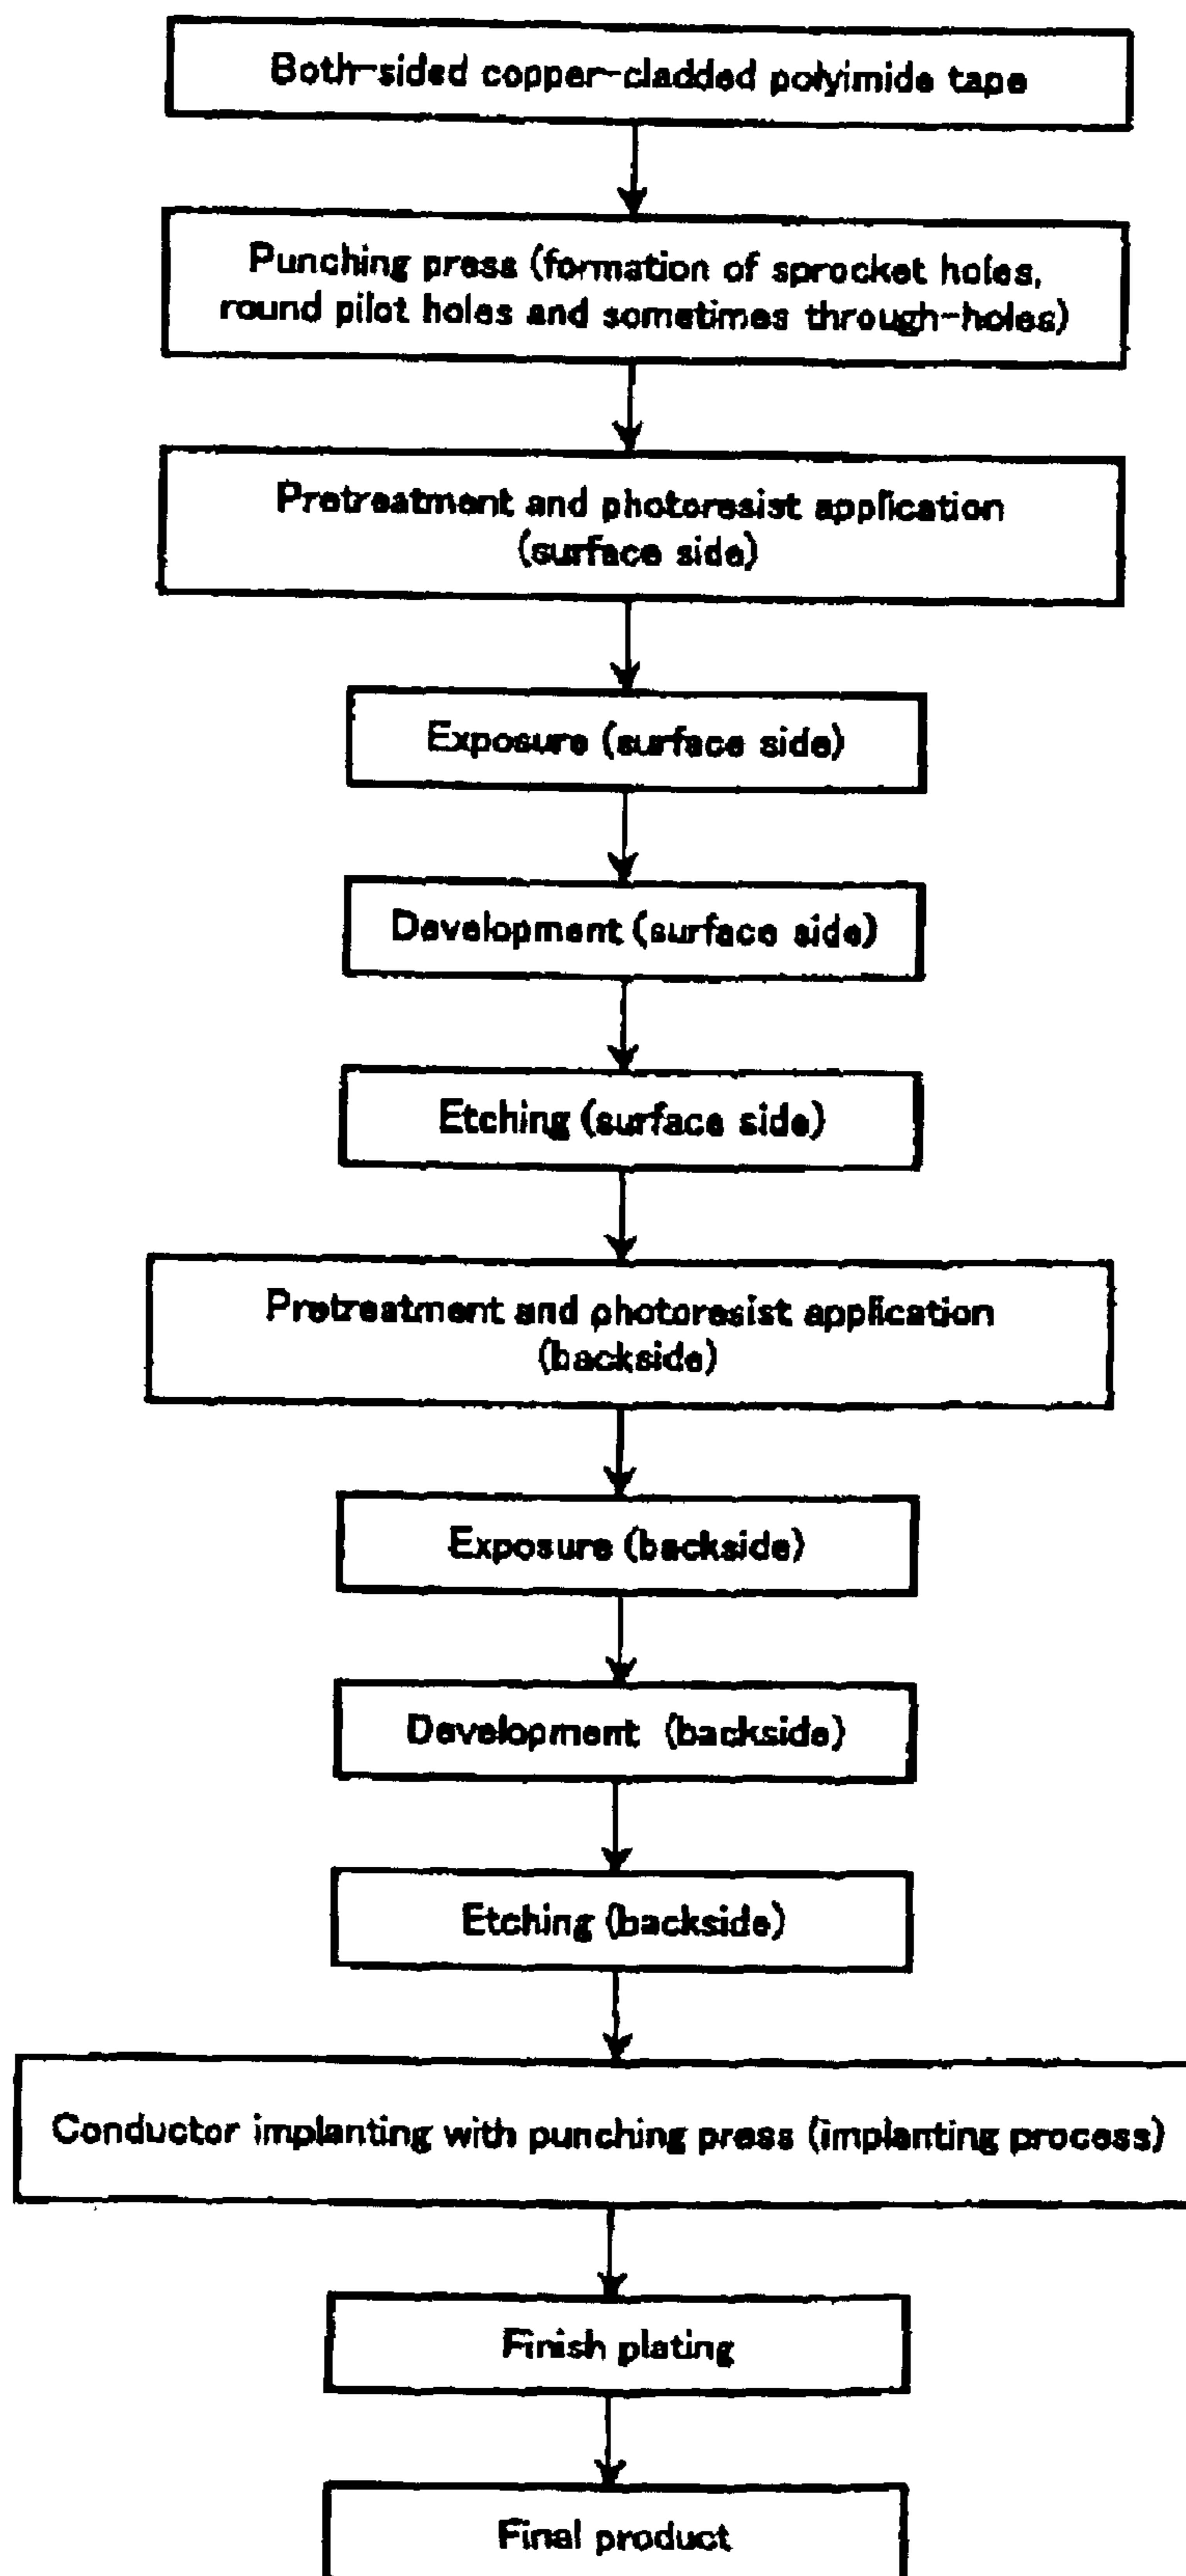 Both-sided copper-cladded polyimide tape
Punching press (formation of sprocket holes,
round pilot holes and sometimes through-holes)
Pretreatment and photoresist application
(surface side)
Exposure (surface side)
Development (surface side)
Etching (surface side)
Pretreatment and photoresist application
(backside)
Exposure (backside)
Development (backside)
Etching (backside)
Conductor implanting with punching press (implanting process)
Finish plating
Final product